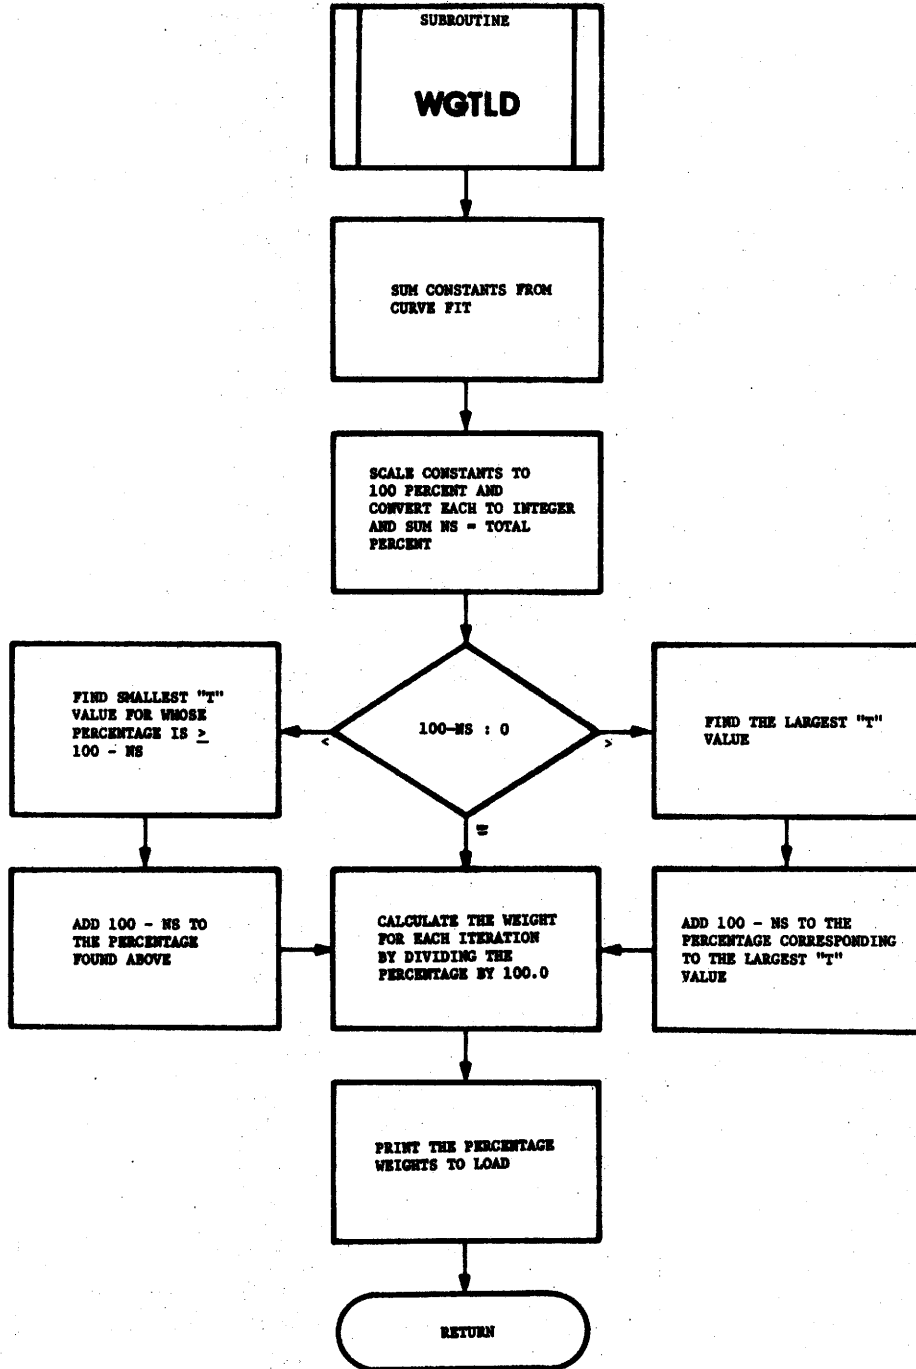 SUBROUTINE
WGTLD
SUM CONSTANTS FROM
CURVE FIT
SCALE CONSTANTS TO
100 PERCENT AND
CONVERT EACH TO INTEGER
AND SUM NS = TOTAL
PERCENT
100-NS : 0
<
>
=
FIND SMALLEST "T"
VALUE FOR WHOSE
PERCENTAGE IS ≥
100 - NS
FIND THE LARGEST "T"
VALUE
ADD 100 - NS TO
THE PERCENTAGE
FOUND ABOVE
CALCULATE THE WEIGHT
FOR EACH ITERATION
BY DIVIDING THE
PERCENTAGE BY 100.0
ADD 100 - NS TO THE
PERCENTAGE CORRESPONDING
TO THE LARGEST "T"
VALUE
PRINT THE PERCENTAGE
WEIGHTS TO LOAD
RETURN